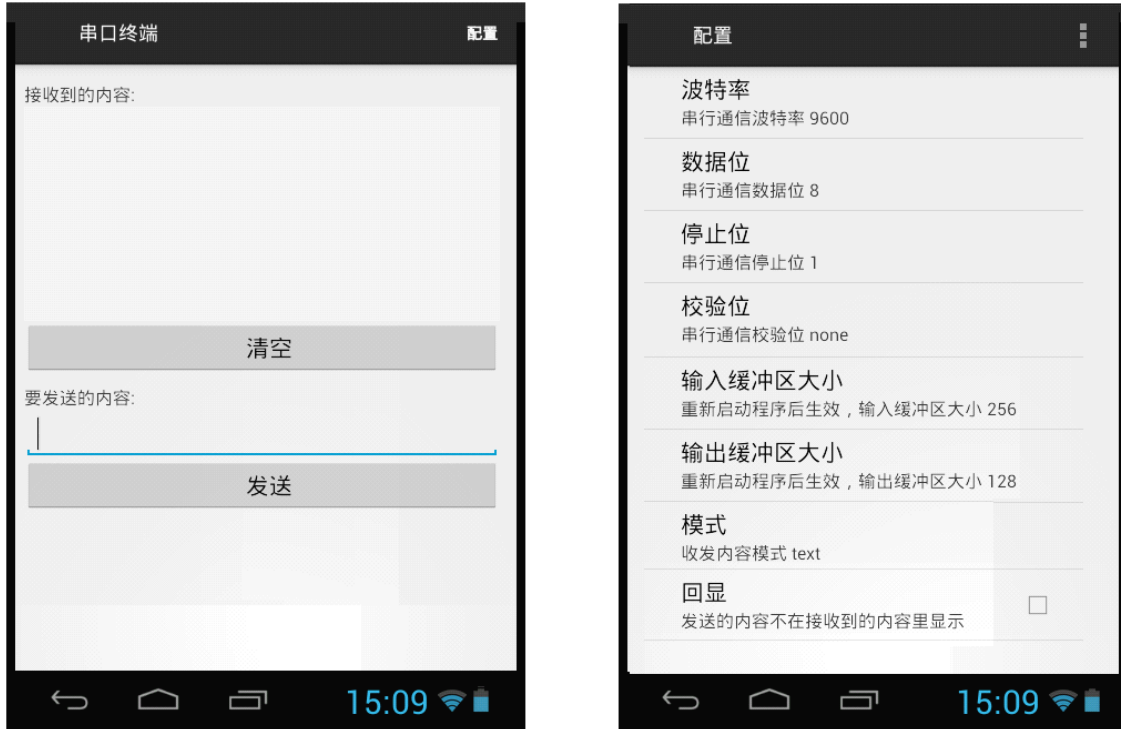 串口终端
配置
接收到的内容:
清空
要发送的内容:
发送
15:09
配置
波特率
串行通信波特率 9600
数据位
串行通信数据位 8
停止位
串行通信停止位 1
校验位
串行通信校验位 none
输入缓冲区大小
重新启动程序后生效，输入缓冲区大小 256
输出缓冲区大小
重新启动程序后生效，输出缓冲区大小 128
模式
收发内容模式 text
回显
发送的内容不在接收到的内容里显示
15:09